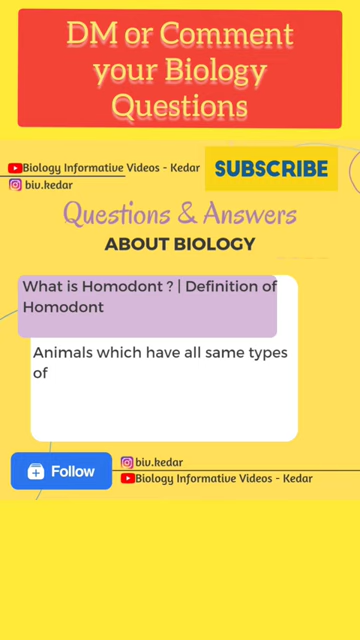 DM or Comment
your Biology
Questions
Biology Informative Videos - Kedar
SUBSCRIBE
biv.kedar
Questions & Answers
ABOUT BIOLOGY
What is Homodont ? | Definition of
Homodont
Animals which have all same types
of
Follow
biv.kedar
Biology Informative Videos - Kedar